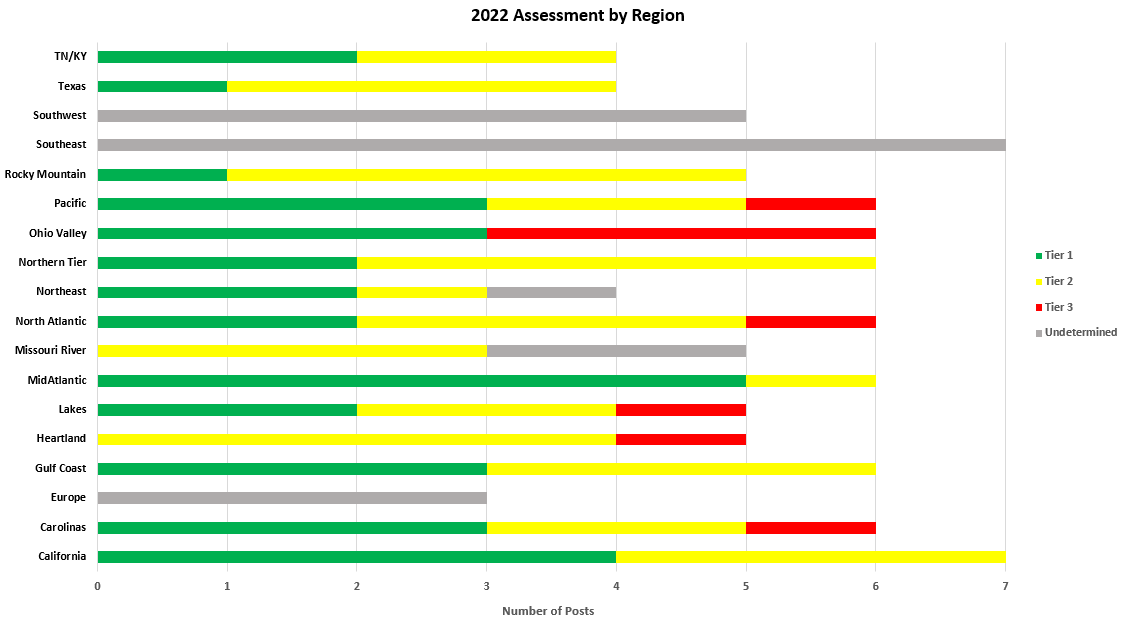 2022 Assessment by Region
TN/KY
Texas
Southwest
Southeast
Rocky Mountain
Pacific
Ohio Valley
Northern Tier
Northeast
North Atlantic
Missouri River
MidAtlantic
Lakes
Heartland
Gulf Coast
Europe
Carolinas
California
0 1 2 3 4 5 6 7
Number of Posts
Tier 1
Tier 2
Tier 3
Undetermined